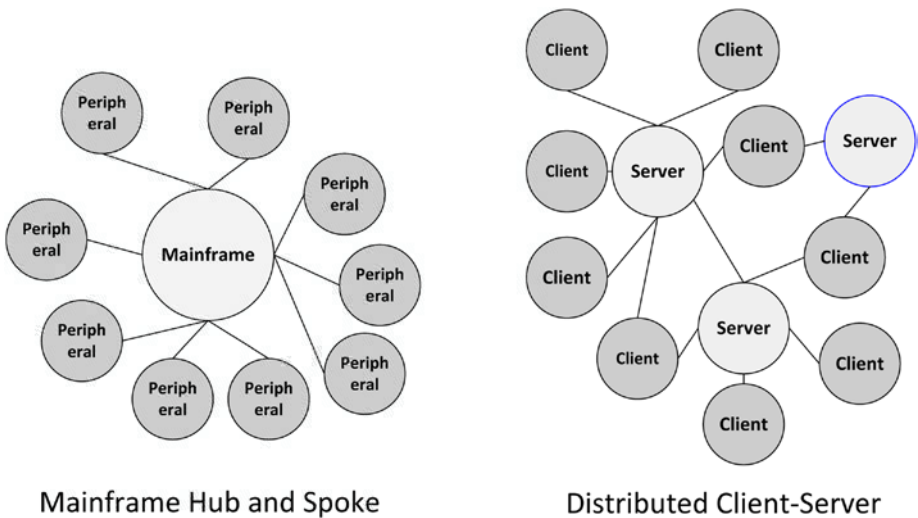 Periph
eral
Periph
eral
Periph
eral
Periph
eral
Mainframe
Periph
eral
Periph
eral
Periph
eral
Periph
eral
Periph
eral
Mainframe Hub and Spoke
Client
Client
Client
Server
Client
Server
Client
Client
Server
Client
Client
Client
Distributed Client-Server